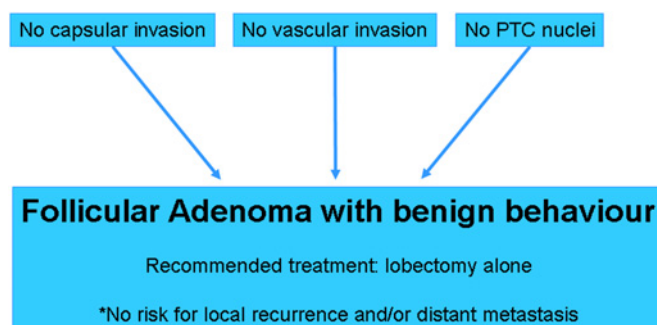 No capsular invasion
No vascular invasion
No PTC nuclei
Follicular Adenoma with benign behaviour
Recommended treatment: lobectomy alone
*No risk for local recurrence and/or distant metastasis